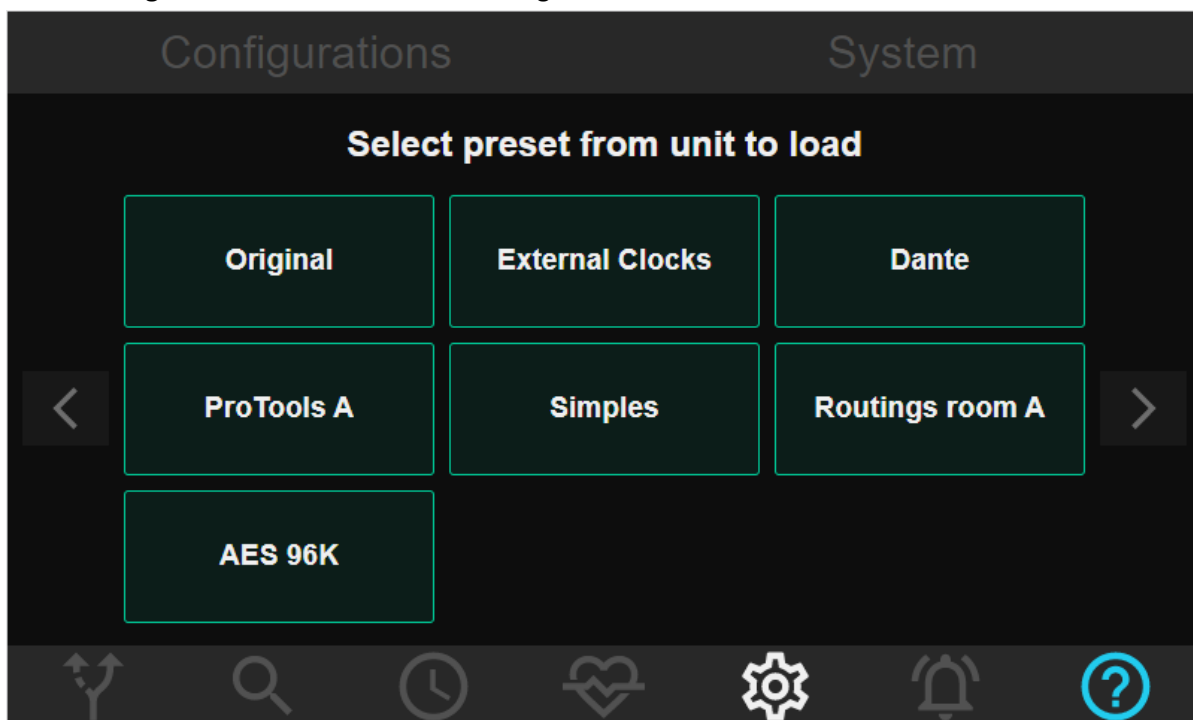 Configurations System
Select preset from unit to load
Original External Clocks Dante
ProTools A Simples Routings room A
AES 96K
?